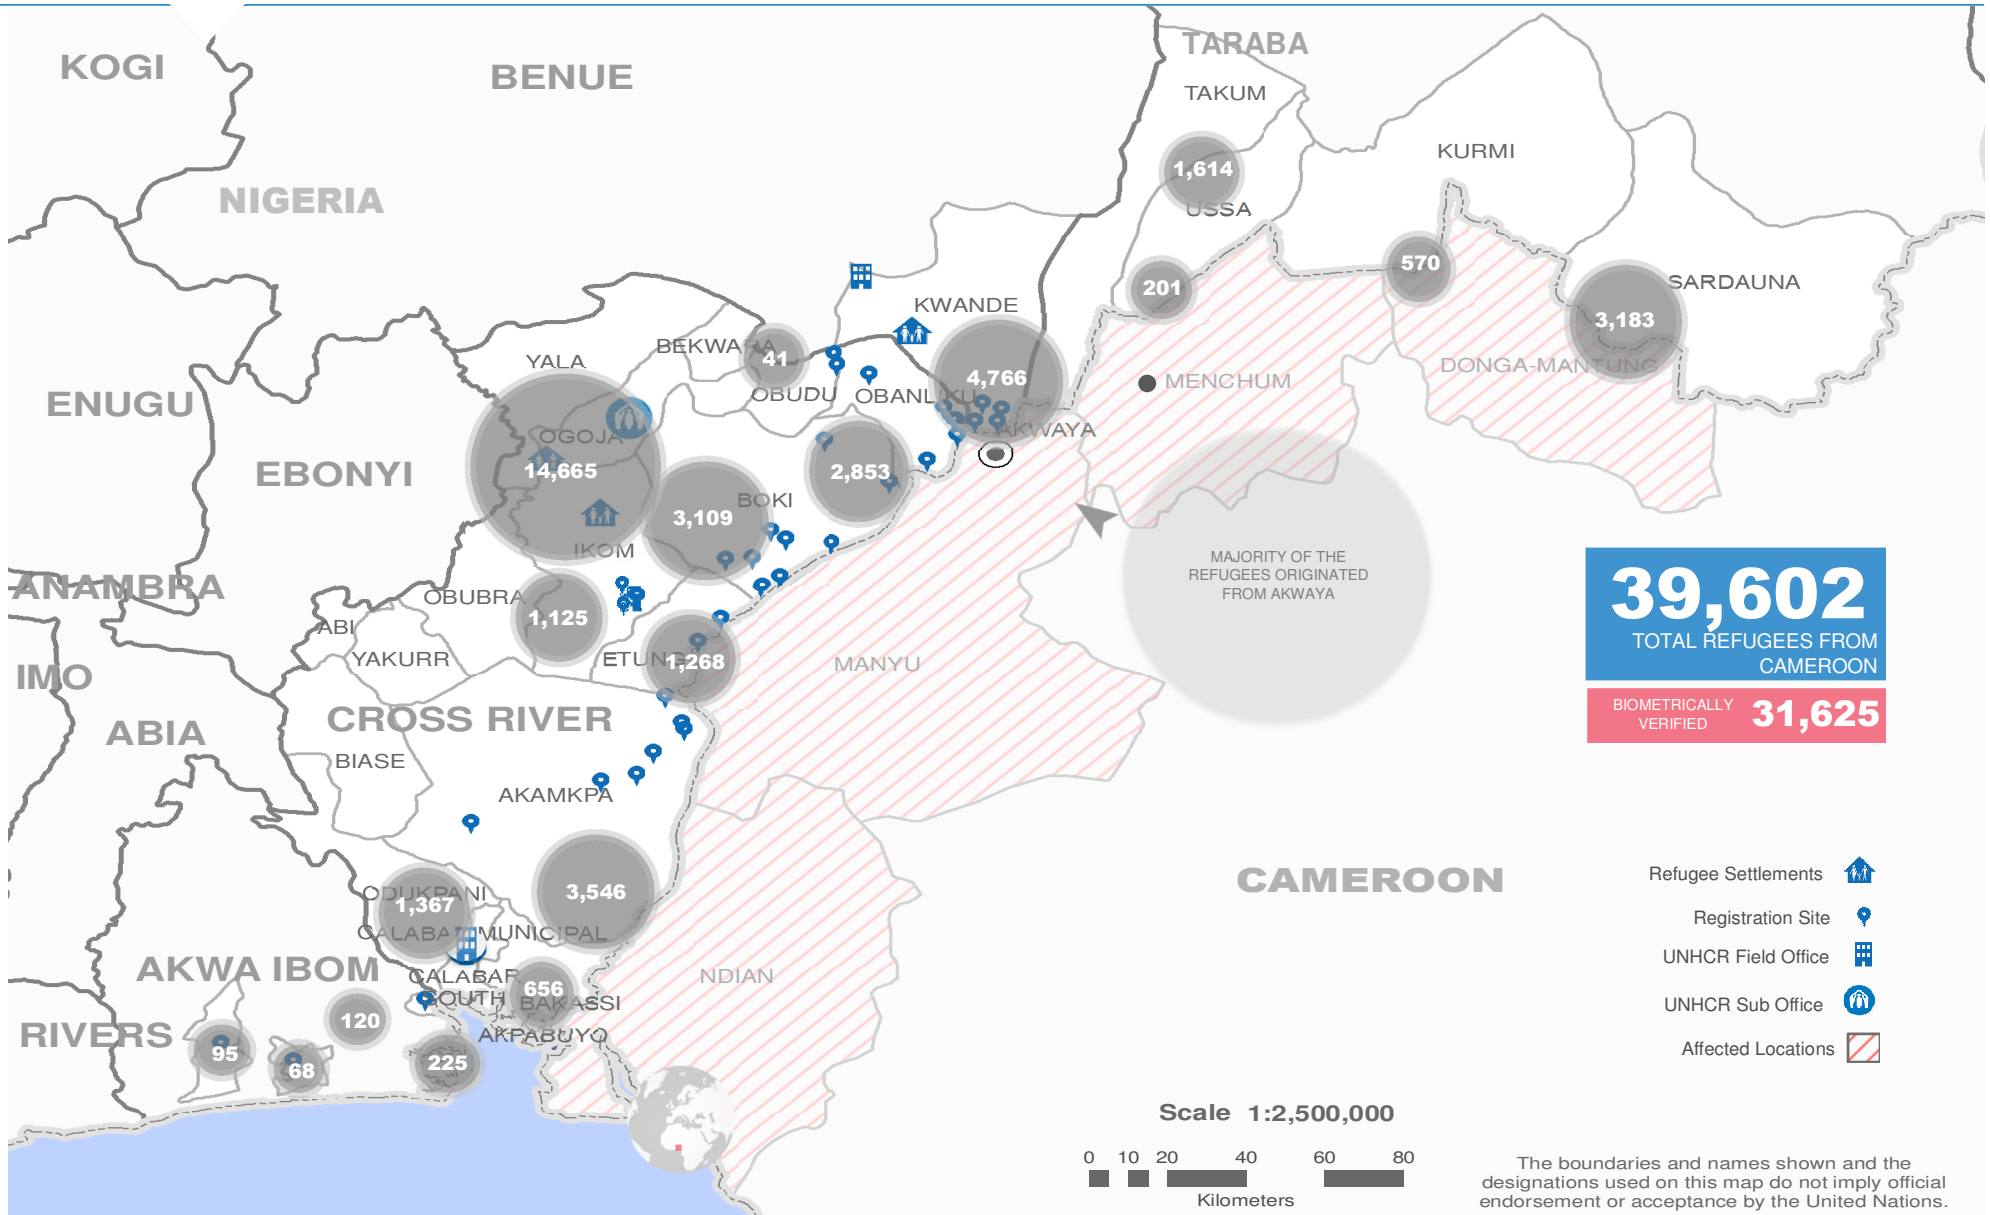 TARABA
KOGI
BENUE
TAKUM
KURMI
1,614
NIGERIA
USSA
570
SARDAUNA
201
KWANDE
3,183
BEKWARA
41
YALA
DONGA-MANTUNG
4,766
MENCHUM
OBUDU
OBANLIKU
ENUGU
AKWAYA
OGOJA
EBONYI
14,665
2,853
BOKI
3,109
IKOM
MAJORITY OF THE
REFUGEES ORIGINATED
FROM AKWAYA
39,602
TOTAL REFUGEES FROM
CAMEROON
BIOMETRICALLY
VERIFIED
31,625
ANAMBRA
OBUBRA
1,125
ABI
YAKURR
ETUNG
1,268
MANYU
IMO
CROSS RIVER
ABIA
BIASE
AKAMKPA
CAMEROON
Refugee Settlements
3,546
ODUKPANI
1,367
Registration Site
CALABAR MUNICIPAL
UNHCR Field Office
AKWA IBOM
CALABAR
SOUTH
NDIAN
656
BAKASSI
UNHCR Sub Office
120
RIVERS
AKPABUYO
95
68
225
Affected Locations
Scale 1:2,500,000
0 10 20 40 60 80
Kilometers
The boundaries and names shown and the
designations used on this map do not imply official
endorsement or acceptance by the United Nations.